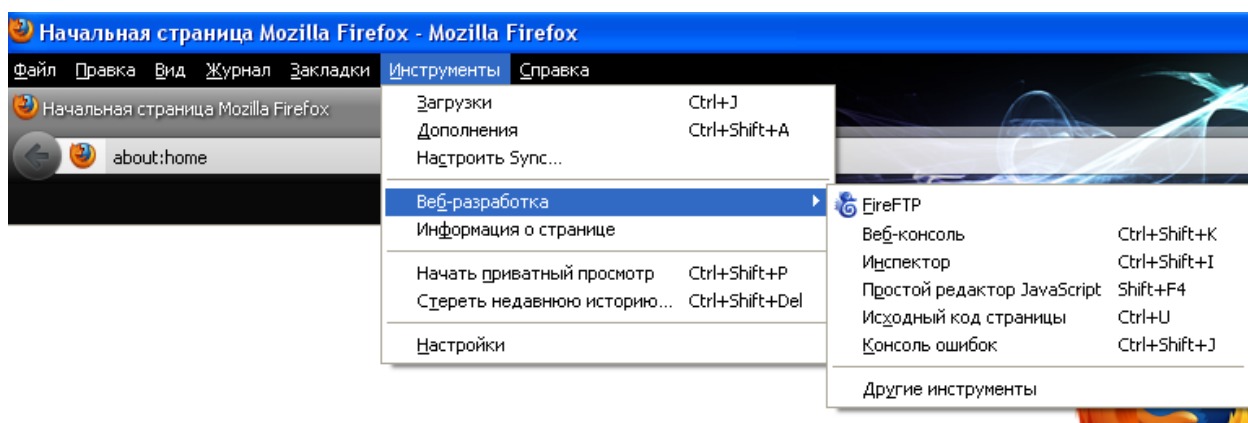 Начальная страница Mozilla Firefox - Mozilla Firefox
Файл Правка Вид Журнал Закладки Инструменты Справка
Начальная страница Mozilla Firefox
about:home
Загрузки Ctrl+J
Дополнения Ctrl+Shift+A
Настроить Sync...
Веб-разработка
Информация о странице
Начать приватный просмотр Ctrl+Shift+P
Стереть недавнюю историю... Ctrl+Shift+Del
Настройки
FireFTP
Веб-консоль Ctrl+Shift+K
Инспектор Ctrl+Shift+I
Простой редактор JavaScript Shift+F4
Исходный код страницы Ctrl+U
Консоль ошибок Ctrl+Shift+J
Другие инструменты